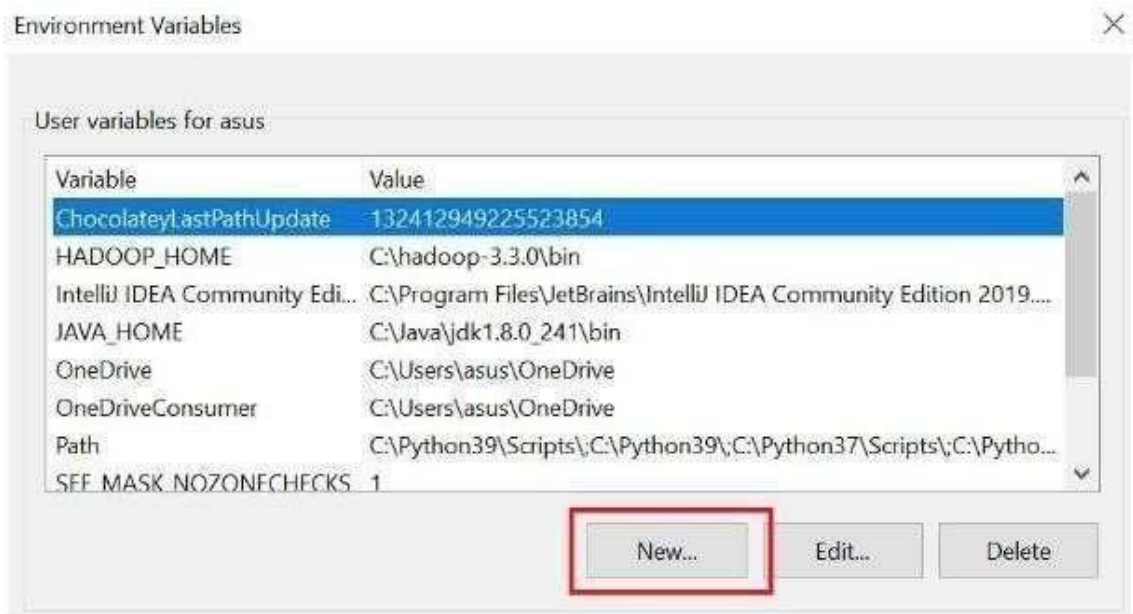 Environment Variables
User variables for asus
Variable Value
ChocolateyLastPathUpdate 132412949225523854
HADOOP_HOME C:\hadoop-3.3.0\bin
IntelliJ IDEA Community Edi... C:\Program Files\JetBrains\IntelliJ IDEA Community Edition 2019....
JAVA_HOME C:\Java\jdk1.8.0_241\bin
OneDrive C:\Users\asus\OneDrive
OneDriveConsumer C:\Users\asus\OneDrive
Path C:\Python39\Scripts\;C:\Python39\;C:\Python37\Scripts\;C:\Pytho...
SEE_MASK_NOZONECHECKS 1
New... Edit... Delete